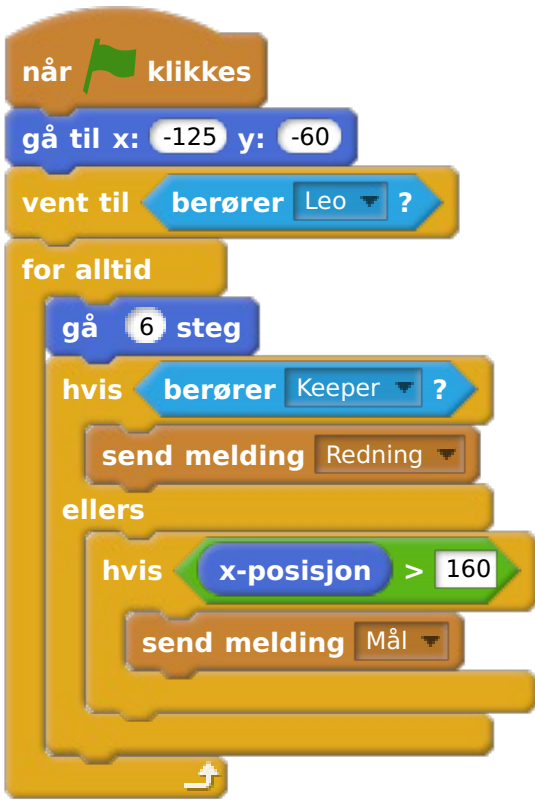 når klikkes
gå til x: -125 y: -60
vent til berører Leo ?
for alltid
gå 6 steg
hvis berører Keeper ?
send melding Redning
ellers
hvis x-posisjon > 160
send melding Mål